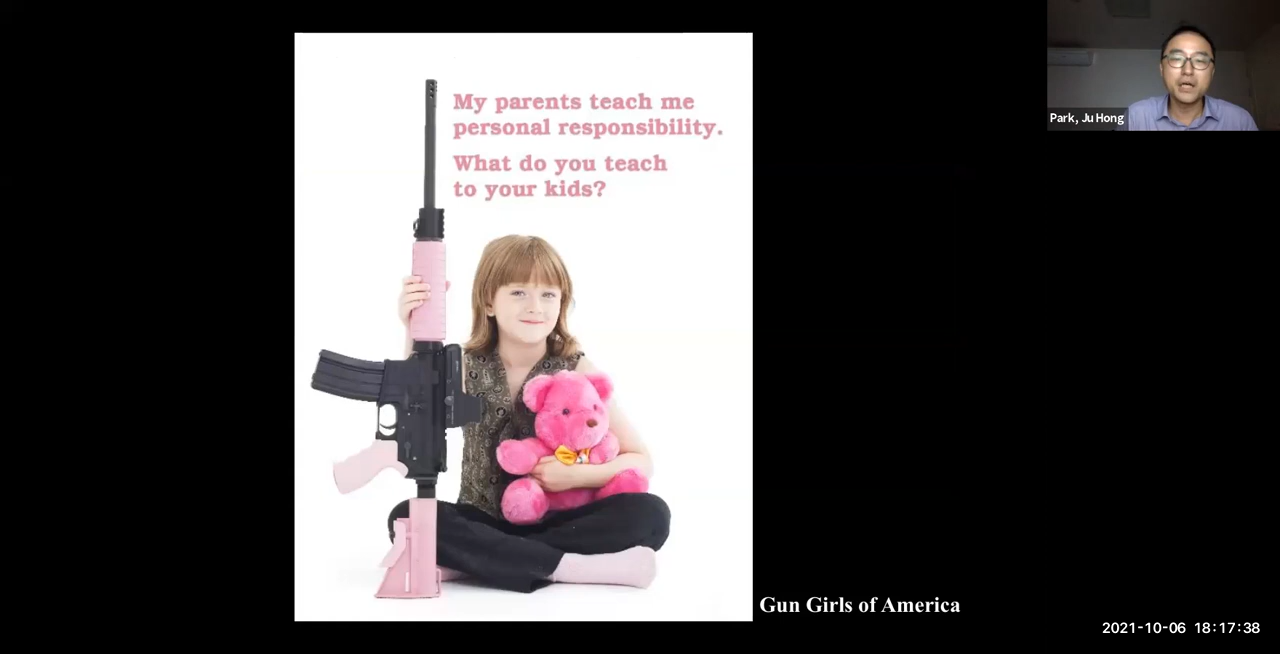 My parents teach me
personal responsibility.
What do you teach
to your kids?
Park, Ju Hong
Gun Girls of America
2021-10-06 18:17:38